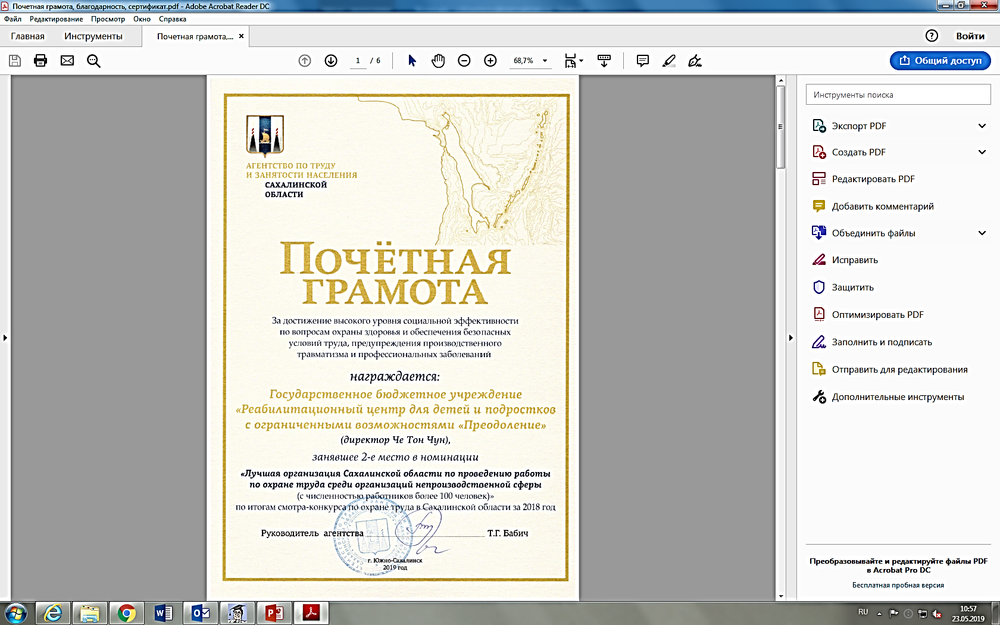 Почетная грамота, благодарность, сертификат.pdf - Adobe Acrobat Reader DC
Файл Редактирование Просмотр Окно Справка
Главная Инструменты Почетная грамота,... × ? Войти
1 / 6 68,7% Общий доступ
Инструменты поиска
Экспорт PDF
Создать PDF
Редактировать PDF
Добавить комментарий
Объединить файлы
Исправить
Защитить
Оптимизировать PDF
Заполнить и подписать
Отправить для редактирования
Дополнительные инструменты
Преобразовывайте и редактируйте файлы PDF
в Acrobat Pro DC
Бесплатная пробная версия
АГЕНТСТВО ПО ТРУДУ
И ЗАНЯТОСТИ НАСЕЛЕНИЯ
САХАЛИНСКОЙ
ОБЛАСТИ
ПОЧЁТНАЯ
ГРАМОТА
За достижение высокого уровня социальной эффективности
по вопросам охраны здоровья и обеспечения безопасных
условий труда, предупреждения производственного
травматизма и профессиональных заболеваний
награждается:
Государственное бюджетное учреждение
«Реабилитационный центр для детей и подростков
с ограниченными возможностями «Преодоление»
(директор Че Тон Чун),
занявшее 2-е место в номинации
«Лучшая организация Сахалинской области по проведению работы
по охране труда среди организаций непроизводственной сферы
(с численностью работников более 100 человек)»
по итогам смотра-конкурса по охране труда в Сахалинской области за 2018 год
Руководитель агентства Т.Г. Бабич
г. Южно-Сахалинск
2019 год
RU 10:57
23.05.2019